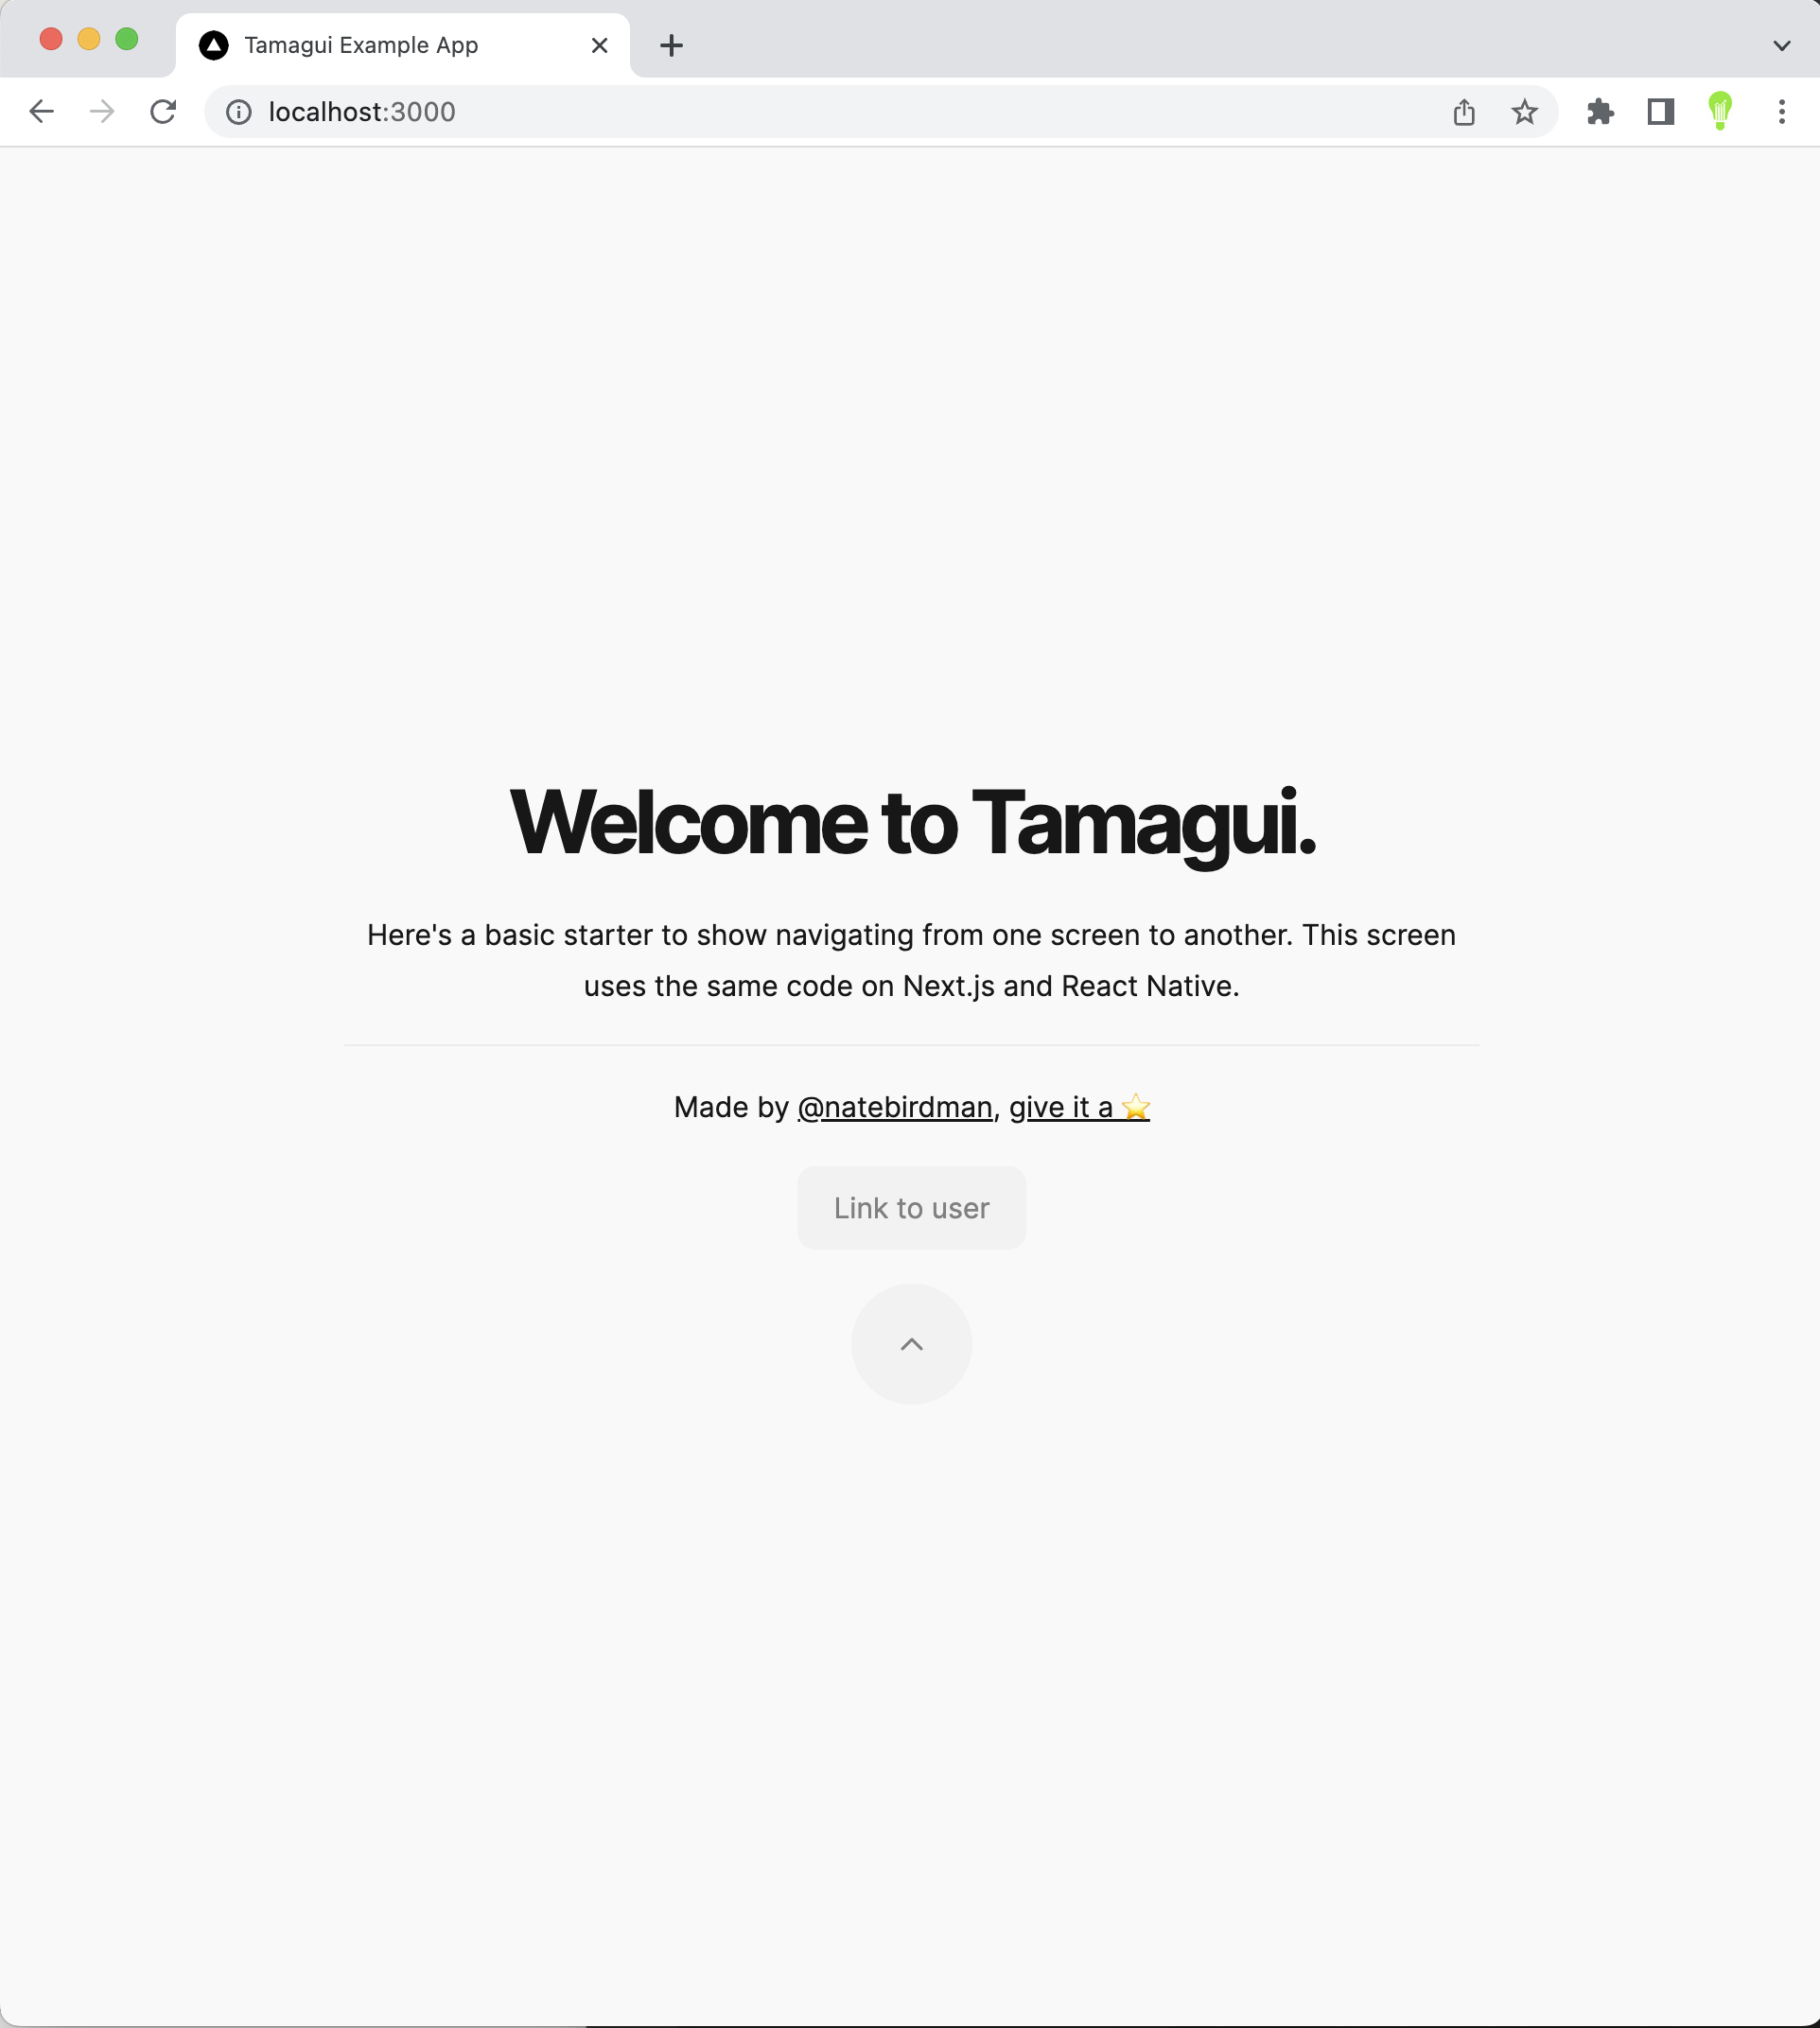 Tamagui Example App
localhost:3000
Welcome to Tamagui.
Here's a basic starter to show navigating from one screen to another. This screen
uses the same code on Next.js and React Native.
Made by @natebirdman, give it a ⭐
Link to user